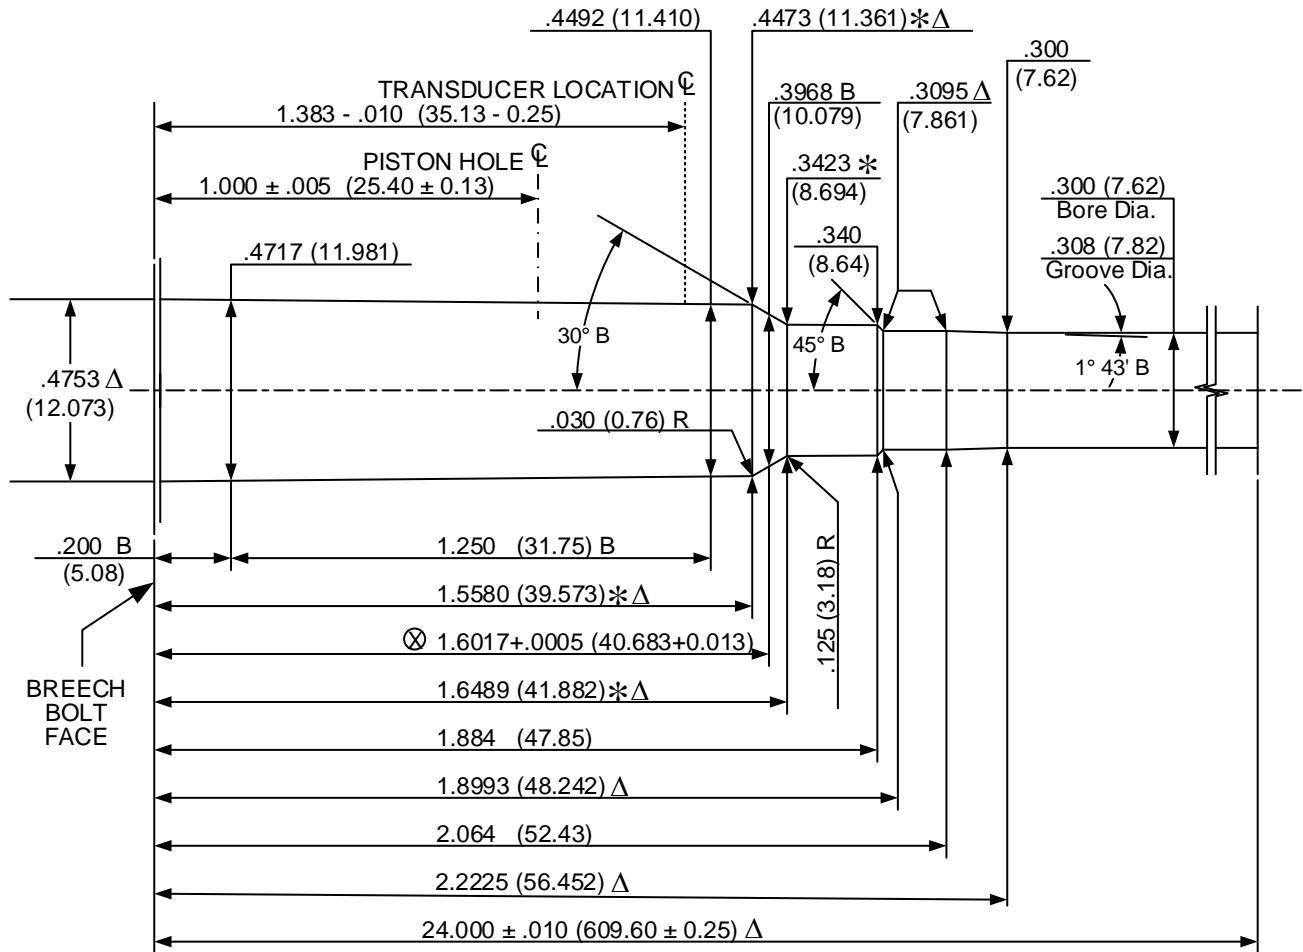 .4492 (11.410)
.4473 (11.361)✻Δ
.300
(7.62)
TRANSDUCER LOCATION ℄
1.383 - .010 (35.13 - 0.25)
.3968 B
(10.079)
.3095 Δ
(7.861)
PISTON HOLE ℄
1.000 ± .005 (25.40 ± 0.13)
.3423 ✻
(8.694)
.300 (7.62)
Bore Dia.
.4717 (11.981)
.340
(8.64)
.308 (7.82)
Groove Dia.
30° B
45° B
1° 43' B
.4753 Δ
(12.073)
.030 (0.76) R
.200 B
(5.08)
1.250 (31.75) B
.125 (3.18) R
1.5580 (39.573)✻Δ
ⓧ 1.6017+.0005 (40.683+0.013)
1.6489 (41.882)✻Δ
BREECH
BOLT
FACE
1.884 (47.85)
1.8993 (48.242) Δ
2.064 (52.43)
2.2225 (56.452) Δ
24.000 ± .010 (609.60 ± 0.25) Δ